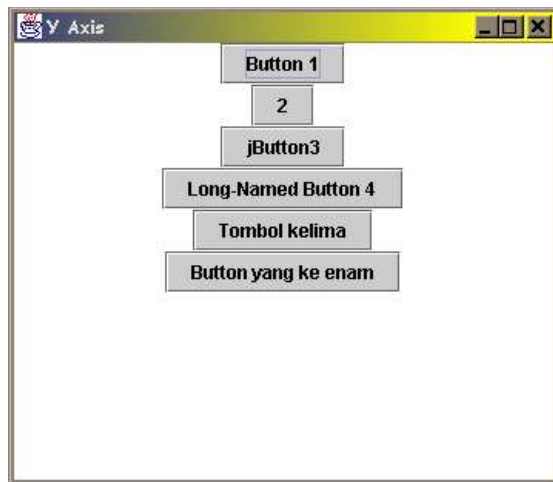 Y Axis
Button 1
2
jButton3
Long-Named Button 4
Tombol kelima
Button yang ke enam